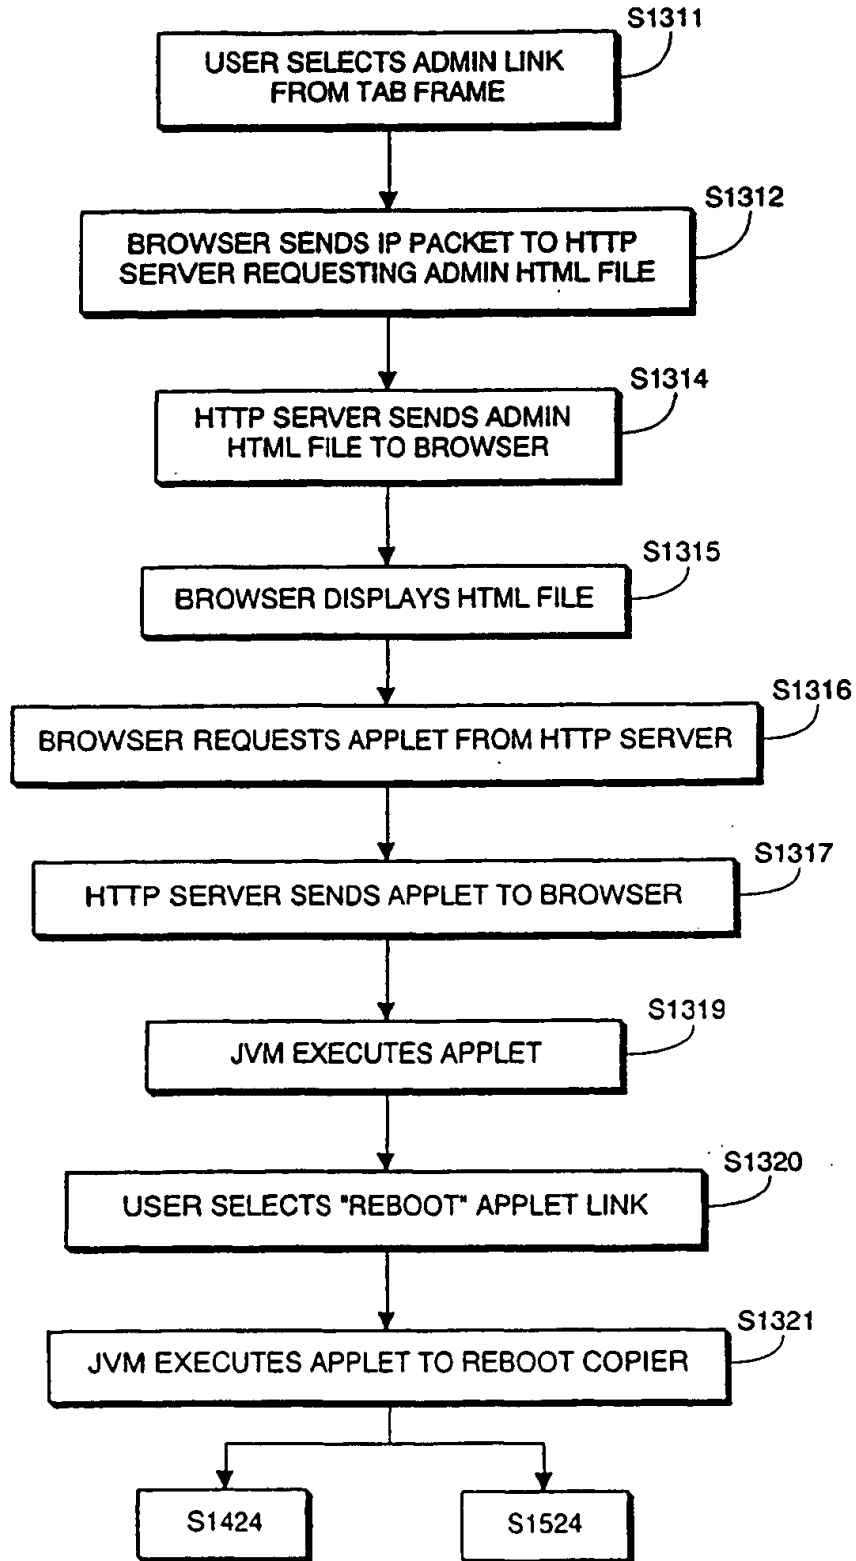 S1311
USER SELECTS ADMIN LINK
FROM TAB FRAME
S1312
BROWSER SENDS IP PACKET TO HTTP
SERVER REQUESTING ADMIN HTML FILE
S1314
HTTP SERVER SENDS ADMIN
HTML FILE TO BROWSER
S1315
BROWSER DISPLAYS HTML FILE
S1316
BROWSER REQUESTS APPLET FROM HTTP SERVER
S1317
HTTP SERVER SENDS APPLET TO BROWSER
S1319
JVM EXECUTES APPLET
S1320
USER SELECTS "REBOOT" APPLET LINK
S1321
JVM EXECUTES APPLET TO REBOOT COPIER
S1424
S1524